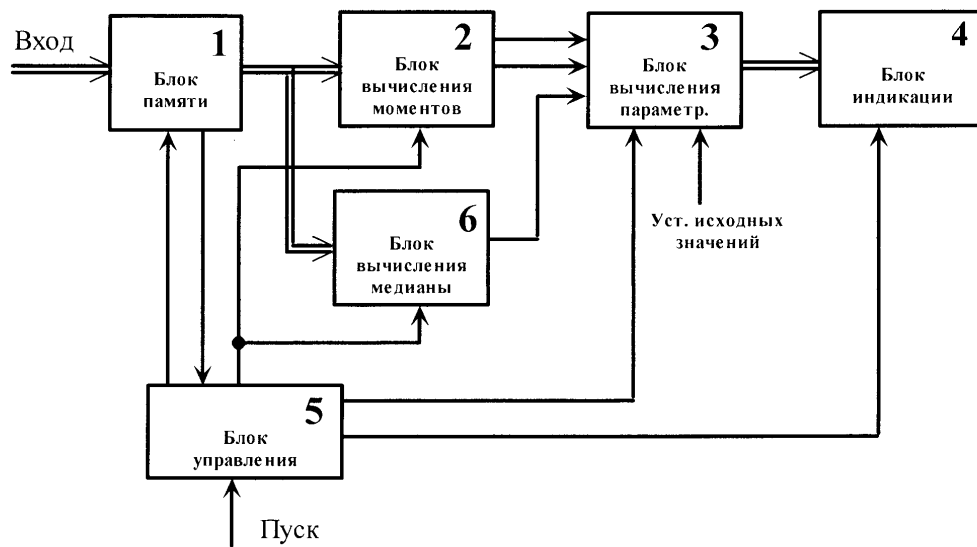 Вход
1
Блок
памяти
2
Блок
вычисления
моментов
3
Блок
вычисления
параметр.
4
Блок
индикации
6
Блок
вычисления
медианы
Уст. исходных
значений
5
Блок
управления
Пуск